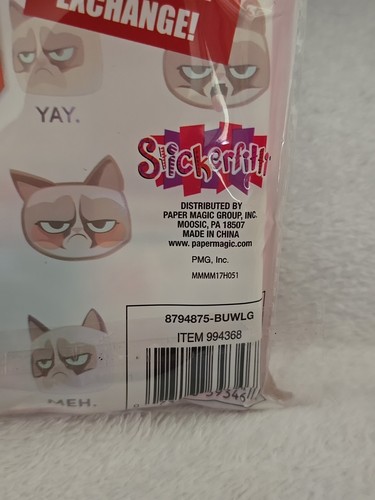 EXCHANGE!
YAY.
Stickerfitti
DISTRIBUTED BY
PAPER MAGIC GROUP, INC.
MOOSIC, PA 18507
MADE IN CHINA
www.papermagic.com
PMG, Inc.
MMMM17H051
8794875-BUWLG
ITEM 994368
MEH.